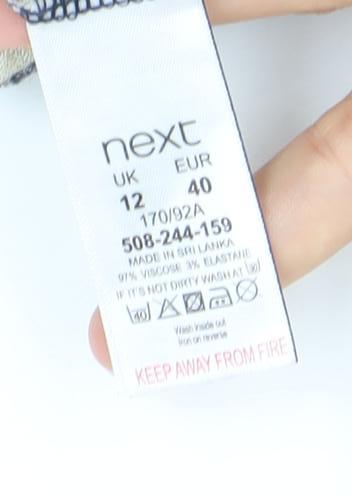 next
UK EUR
12 40
170/92A
508-244-159
MADE IN SRI LANKA
97% VISCOSE 3% ELASTANE
IF IT'S NOT DIRTY WASH AT 30
40
Wash inside out
Iron on reverse
KEEP AWAY FROM FIRE